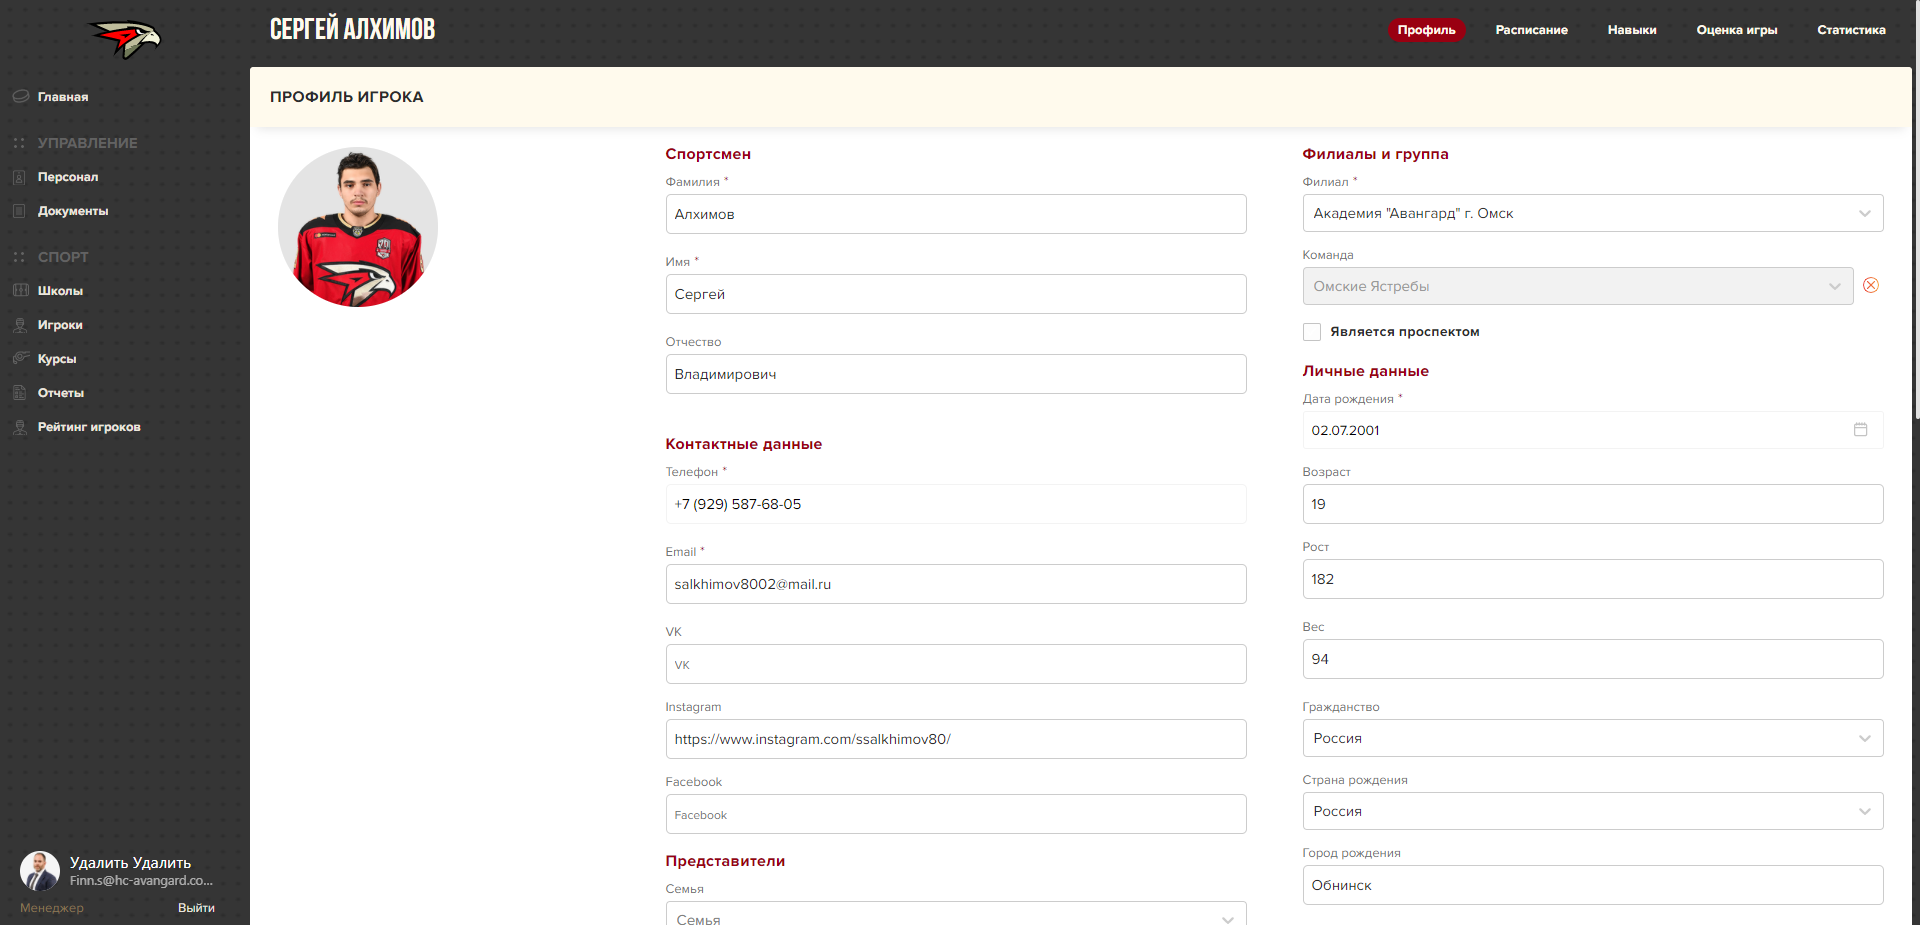 СЕРГЕЙ АЛХИМОВ
Профиль
Расписание
Навыки
Оценка игры
Статистика
Главная
УПРАВЛЕНИЕ
Персонал
Документы
СПОРТ
Школы
Игроки
Курсы
Отчеты
Рейтинг игроков
Удалить Удалить
Finn.s@hc-avangard.co...
Менеджер
Выйти
ПРОФИЛЬ ИГРОКА
Спортсмен
Фамилия *
Алхимов
Имя *
Сергей
Отчество
Владимирович
Контактные данные
Телефон *
+7 (929) 587-68-05
Email *
salkhimov8002@mail.ru
VK
VK
Instagram
https://www.instagram.com/ssalkhimov80/
Facebook
Facebook
Представители
Семья
Семья
Филиалы и группа
Филиал *
Академия "Авангард" г. Омск
Команда
Омские Ястребы
Является проспектом
Личные данные
Дата рождения *
02.07.2001
Возраст
19
Рост
182
Вес
94
Гражданство
Россия
Страна рождения
Россия
Город рождения
Обнинск